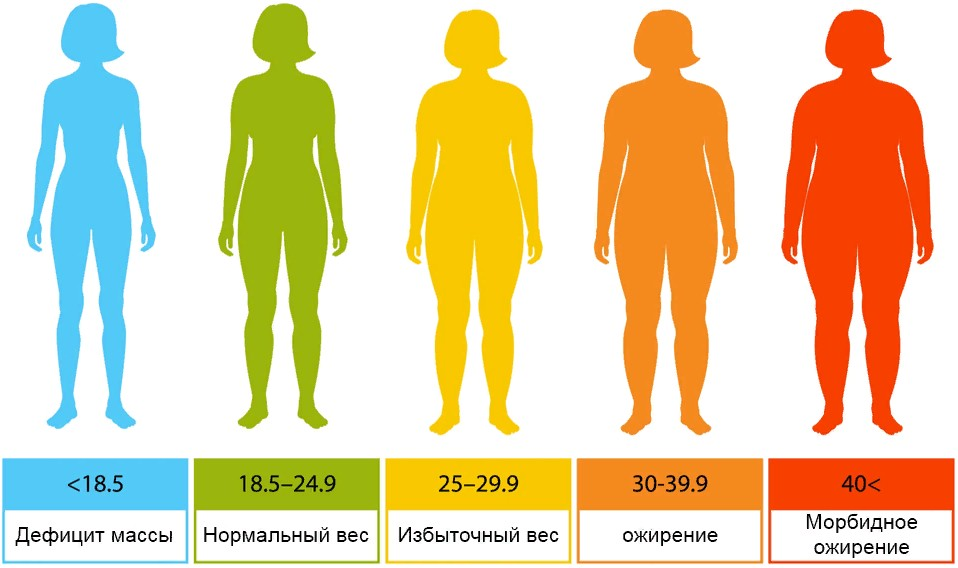 <18.5
18.5–24.9
25–29.9
30-39.9
40<
Дефицит массы
Нормальный вес
Избыточный вес
ожирение
Морбидное
ожирение